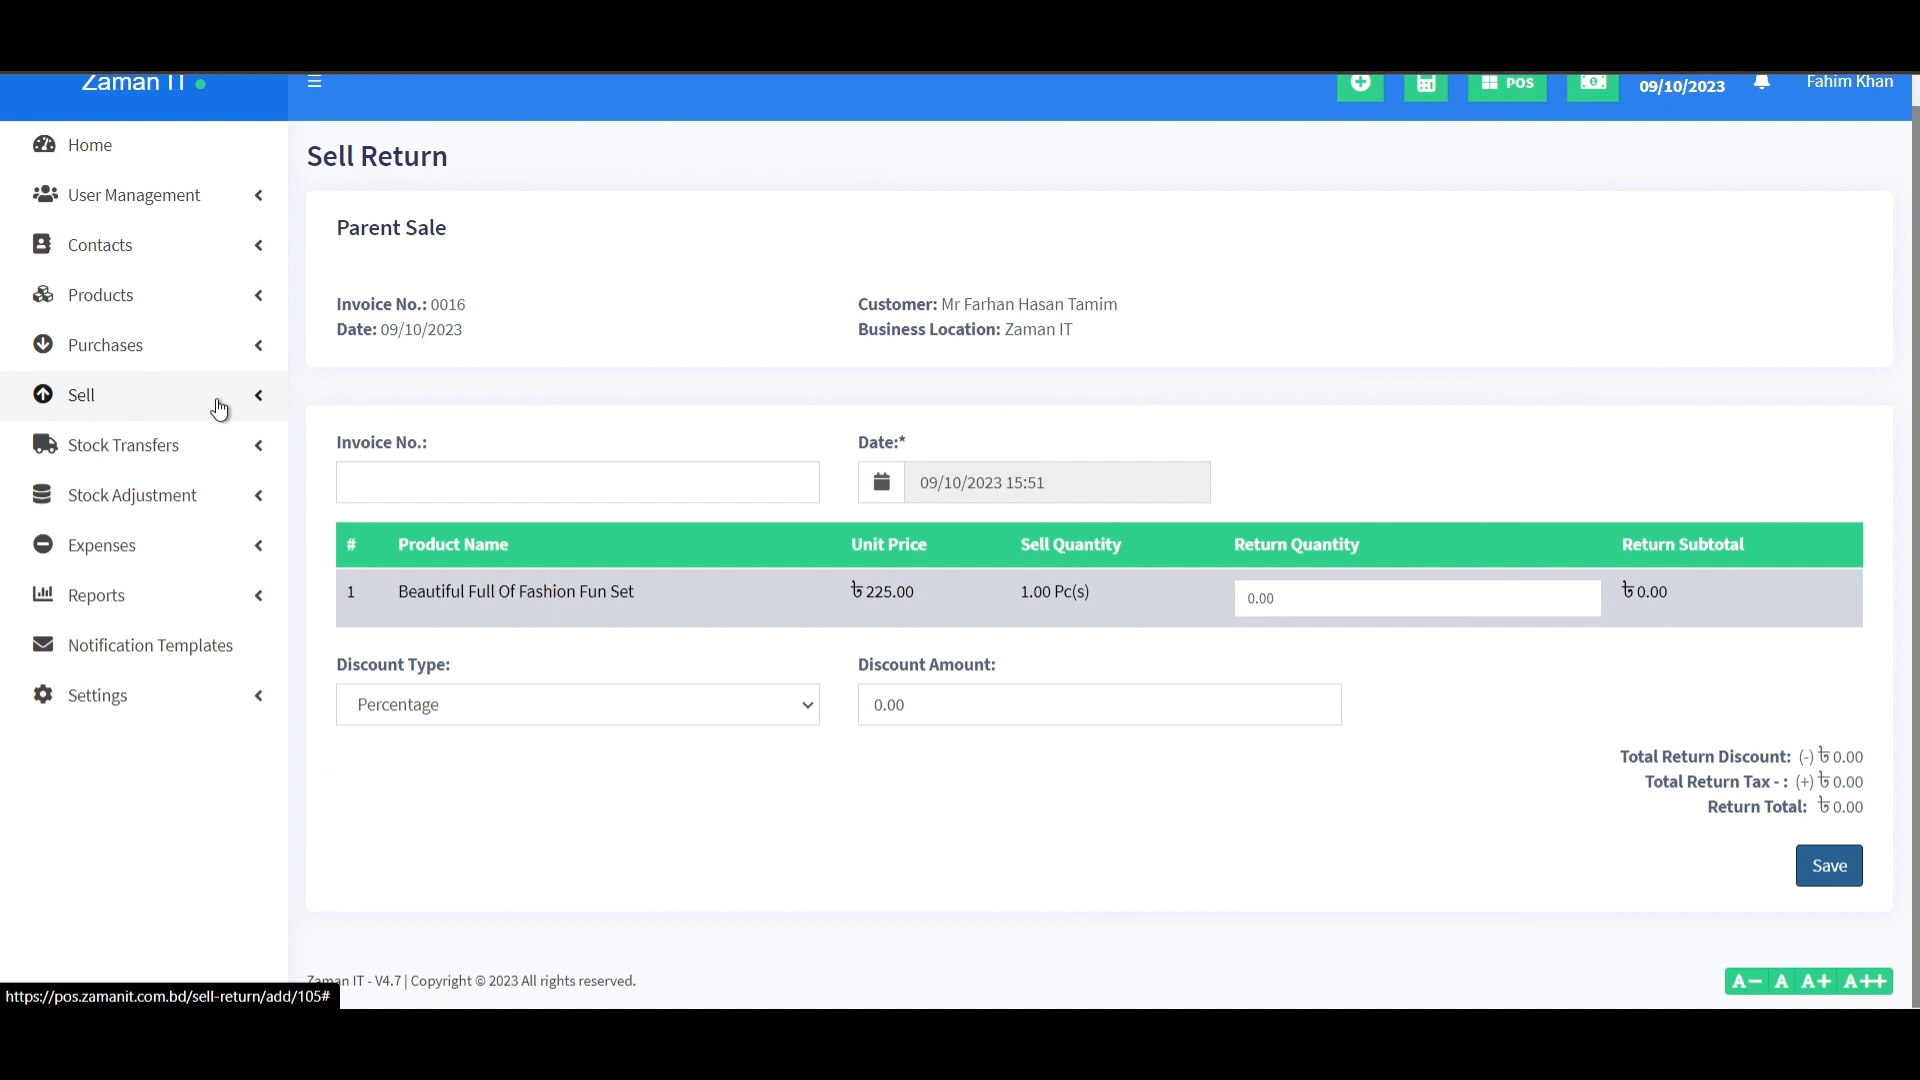 Zaman IT
POS
09/10/2023
Fahim Khan
Home
User Management
Contacts
Products
Purchases
Sell
Stock Transfers
Stock Adjustment
Expenses
Reports
Notification Templates
Settings
Sell Return
Parent Sale
Invoice No.: 0016
Date: 09/10/2023
Customer: Mr Farhan Hasan Tamim
Business Location: Zaman IT
Invoice No.:
Date:*
09/10/2023 15:51
# Product Name Unit Price Sell Quantity Return Quantity Return Subtotal
1 Beautiful Full Of Fashion Fun Set ৳ 225.00 1.00 Pc(s) 0.00 ৳ 0.00
Discount Type:
Percentage
Discount Amount:
0.00
Total Return Discount: (-) ৳ 0.00
Total Return Tax - : (+) ৳ 0.00
Return Total: ৳ 0.00
Save
Zaman IT - V4.7 | Copyright © 2023 All rights reserved.
A− A A+ A++
https://pos.zamanit.com.bd/sell-return/add/105#